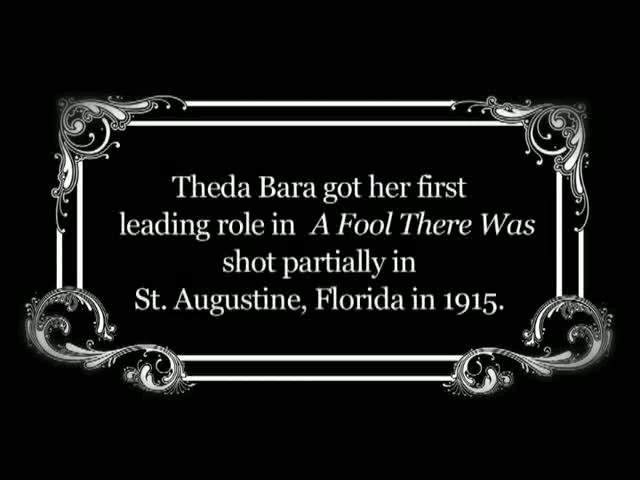 Theda Bara got her first
leading role in A Fool There Was
shot partially in
St. Augustine, Florida in 1915.